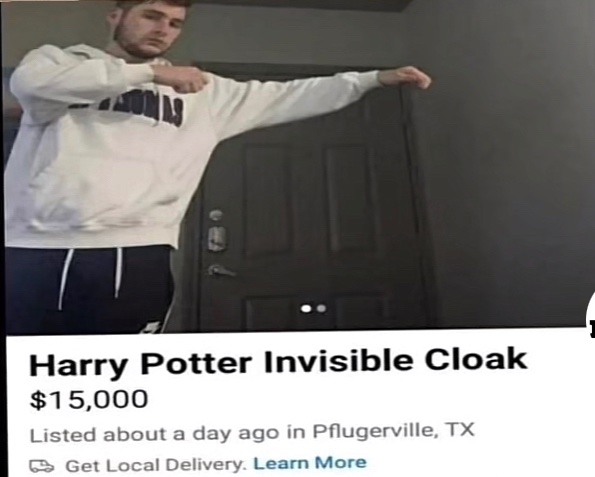 Harry Potter Invisible Cloak
$15,000
Listed about a day ago in Pflugerville, TX
Get Local Delivery. Learn More